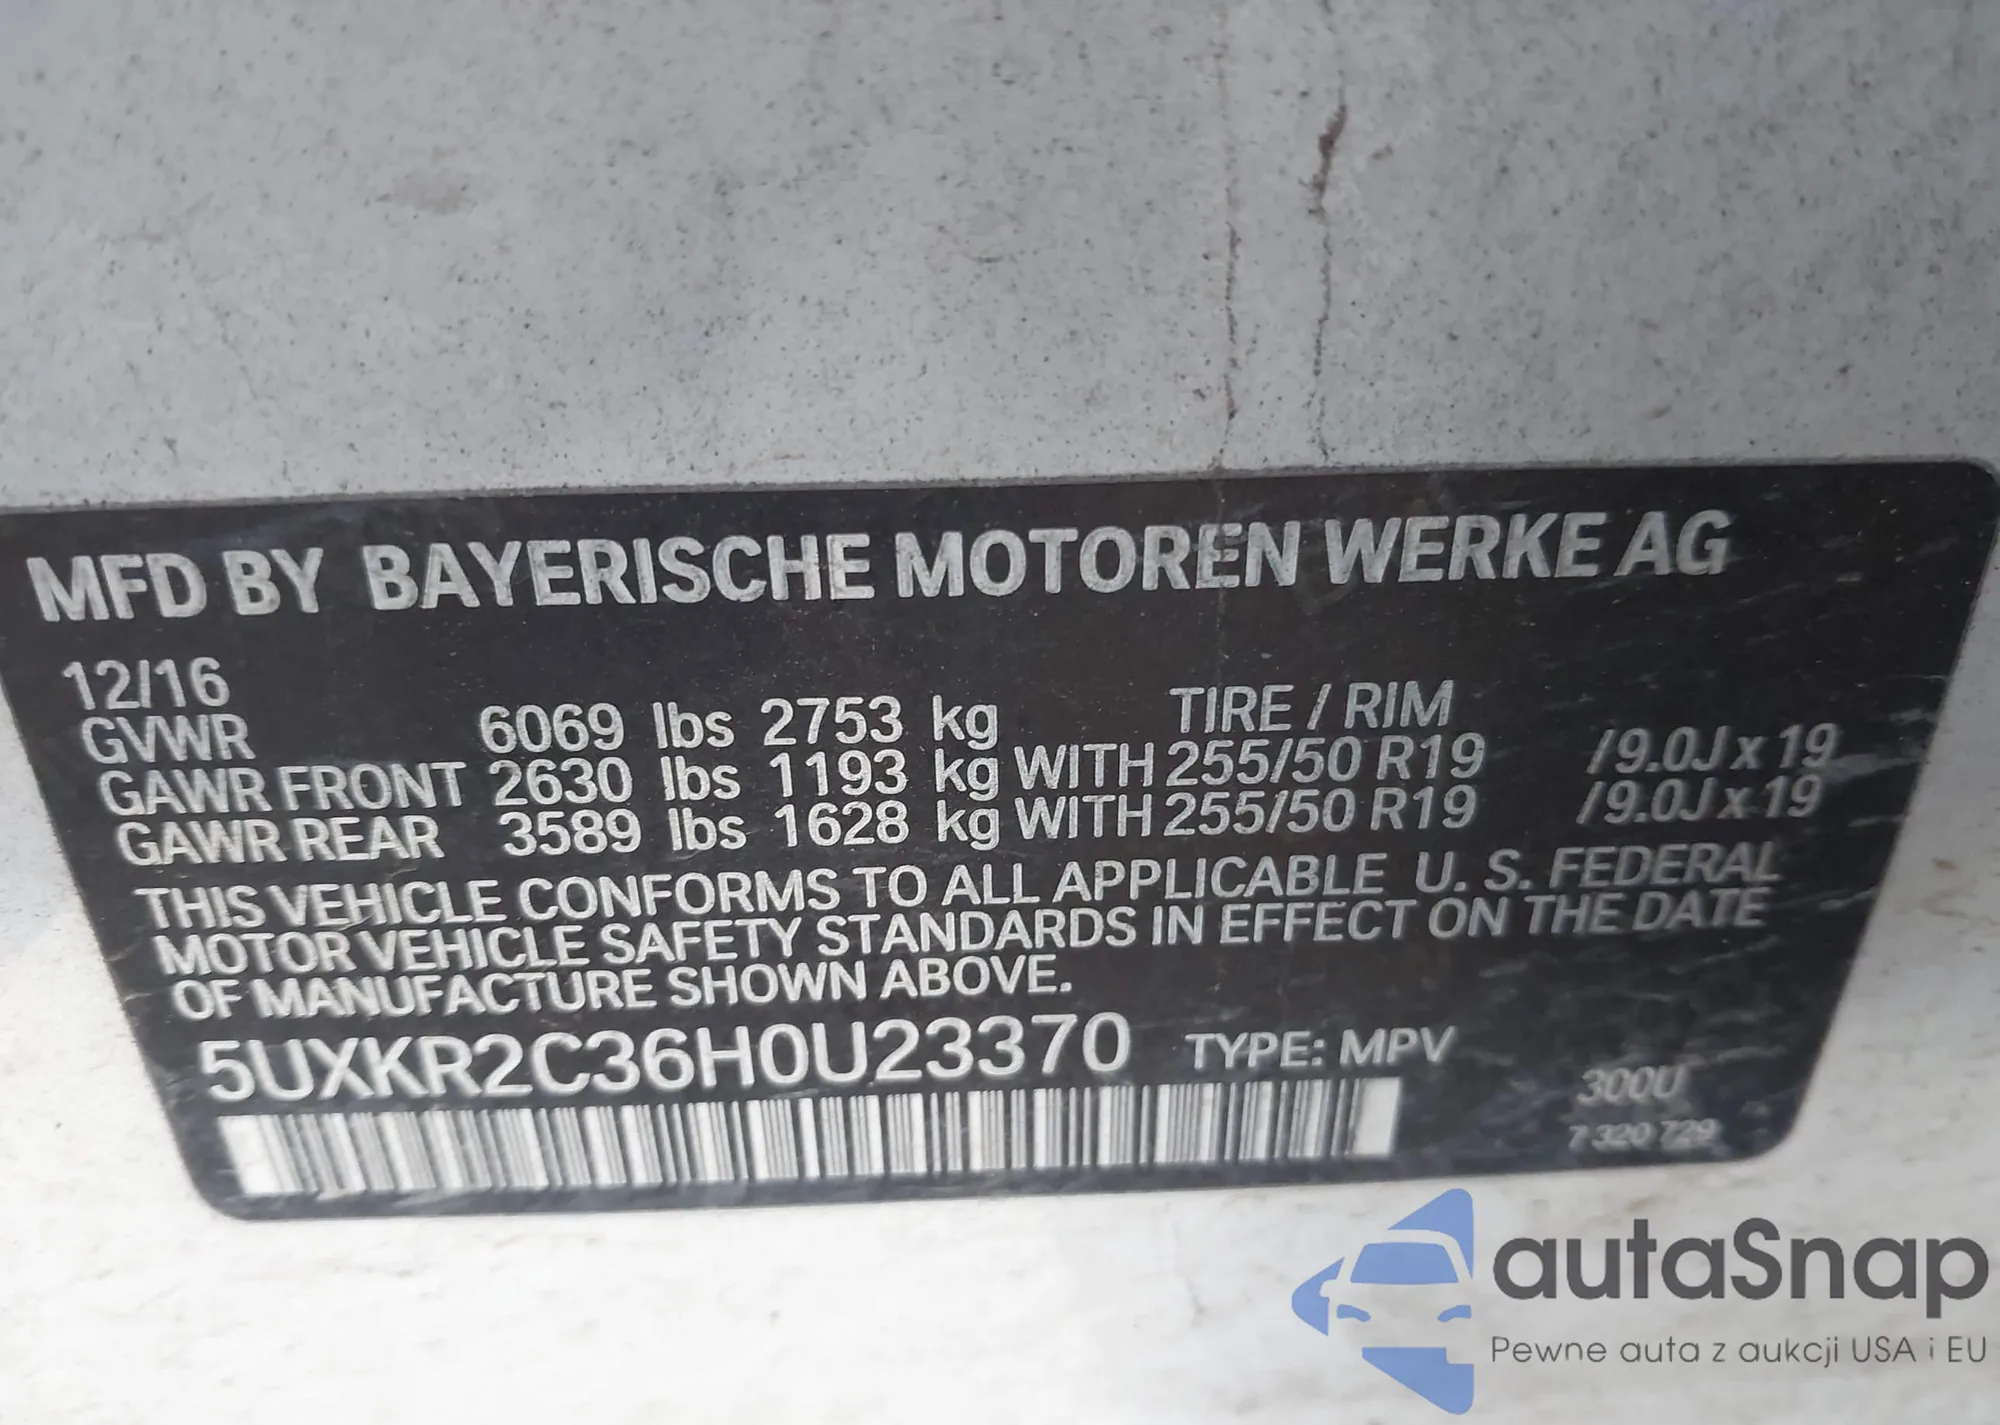 MFD BY BAYERISCHE MOTOREN WERKE AG
12/16
TIRE / RIM
GVWR 6069 lbs 2753 kg
GAWR FRONT 2630 lbs 1193 kg WITH 255/50 R19 /9.0J x 19
GAWR REAR 3589 lbs 1628 kg WITH 255/50 R19 /9.0J x 19
THIS VEHICLE CONFORMS TO ALL APPLICABLE U. S. FEDERAL
MOTOR VEHICLE SAFETY STANDARDS IN EFFECT ON THE DATE
OF MANUFACTURE SHOWN ABOVE.
5UXKR2C36H0U23370 TYPE: MPV
300U
7 320 729
autaSnap
Pewne auta z aukcji USA i EU